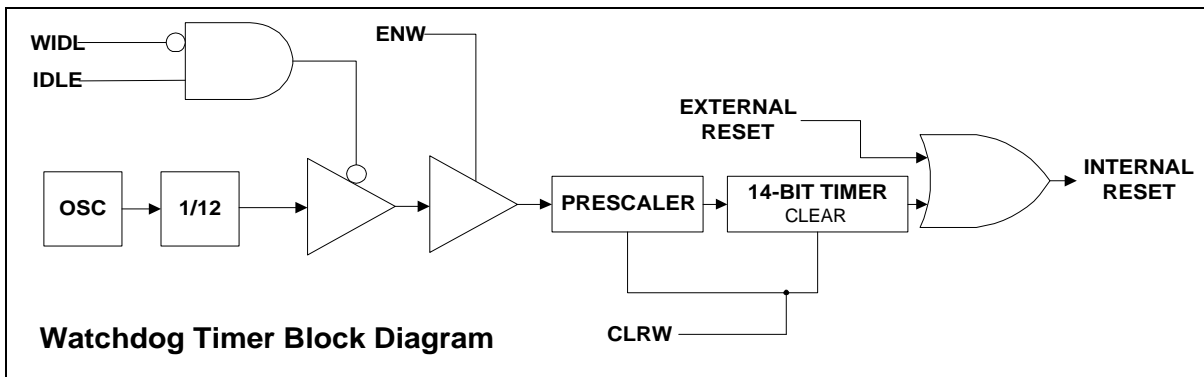 WIDL
IDLE
ENW
EXTERNAL
RESET
INTERNAL
RESET
OSC
1/12
PRESCALER
14-BIT TIMER
CLEAR
CLRW
Watchdog Timer Block Diagram